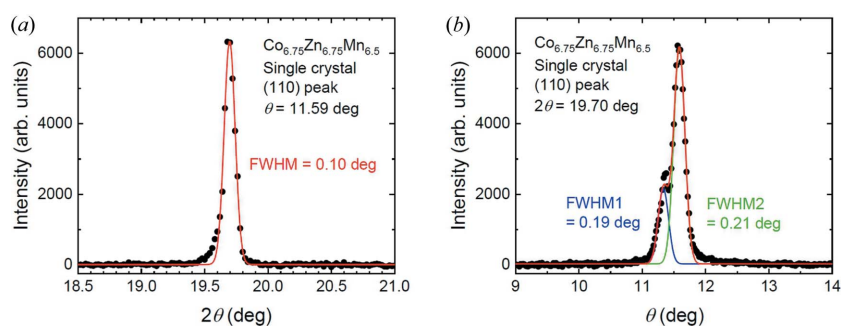 (a)
Intensity (arb. units)
6000
4000
2000
0
Co6.75Zn6.75Mn6.5
Single crystal
(110) peak
θ = 11.59 deg
FWHM = 0.10 deg
18.5 19.0 19.5 20.0 20.5 21.0
2θ (deg)
(b)
Intensity (arb. units)
6000
4000
2000
0
Co6.75Zn6.75Mn6.5
Single crystal
(110) peak
2θ = 19.70 deg
FWHM1
= 0.19 deg
FWHM2
= 0.21 deg
9 10 11 12 13 14
θ (deg)